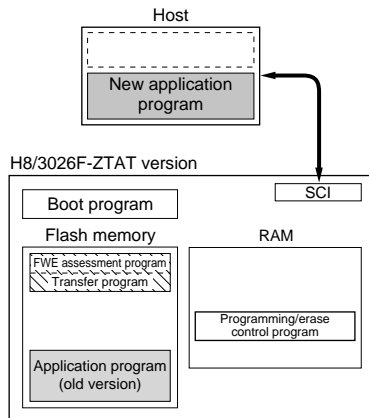 Host
New application
program
H8/3026F-ZTAT version
SCI
Boot program
Flash memory
RAM
FWE assessment program
Transfer program
Programming/erase
control program
Application program
(old version)